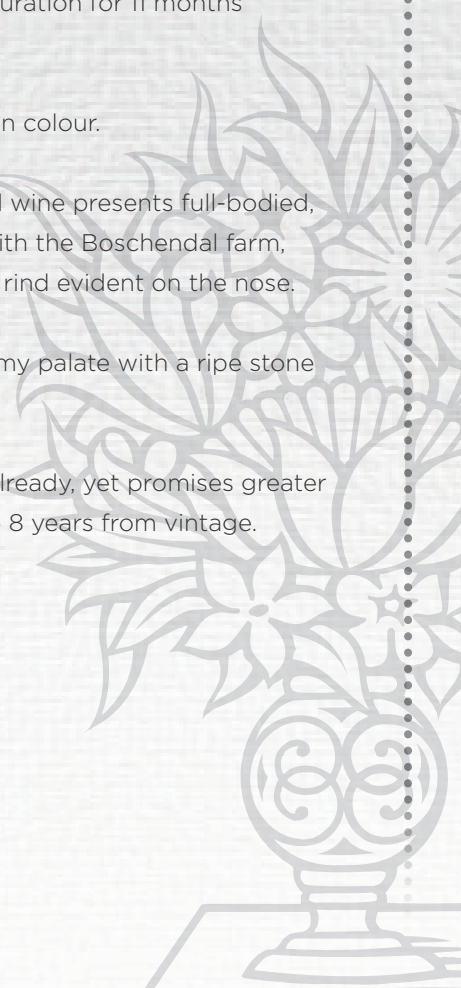 uration for 11 months
n colour.
wine presents full-bodied,
ith the Boschendal farm,
rind evident on the nose.
my palate with a ripe stone
lready, yet promises greater
8 years from vintage.